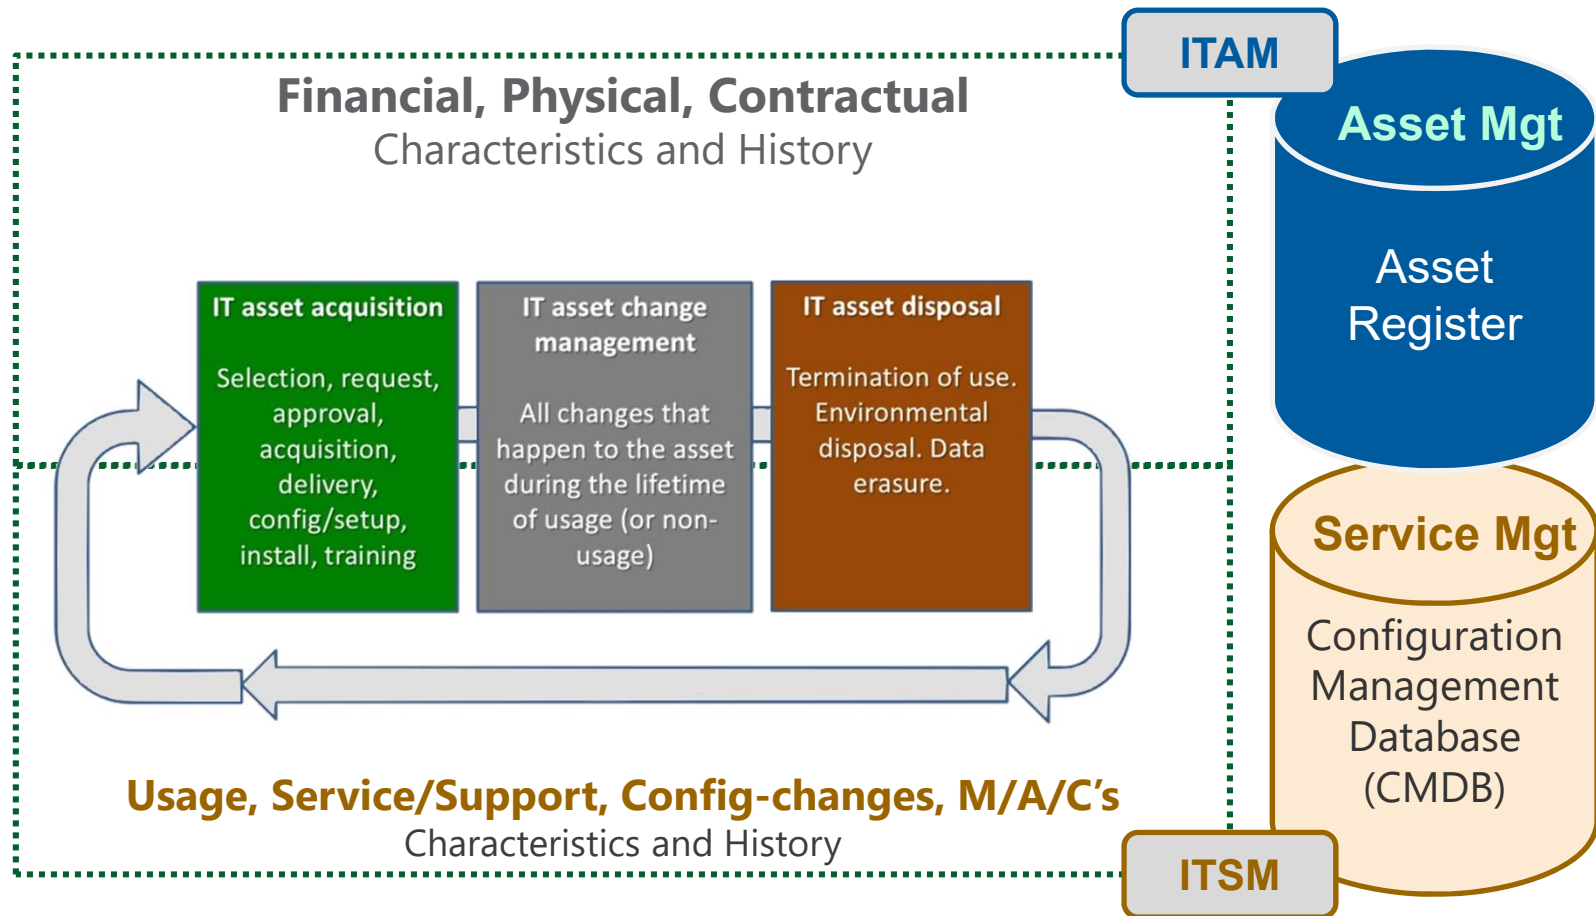 ITAM
Financial, Physical, Contractual
Characteristics and History
Asset Mgt
Asset
Register
IT asset acquisition
Selection, request,
approval,
acquisition,
delivery,
config/setup,
install, training
IT asset change
management
All changes that
happen to the asset
during the lifetime
of usage (or non-
usage)
IT asset disposal
Termination of use.
Environmental
disposal. Data
erasure.
Service Mgt
Configuration
Management
Database
(CMDB)
Usage, Service/Support, Config-changes, M/A/C’s
Characteristics and History
ITSM